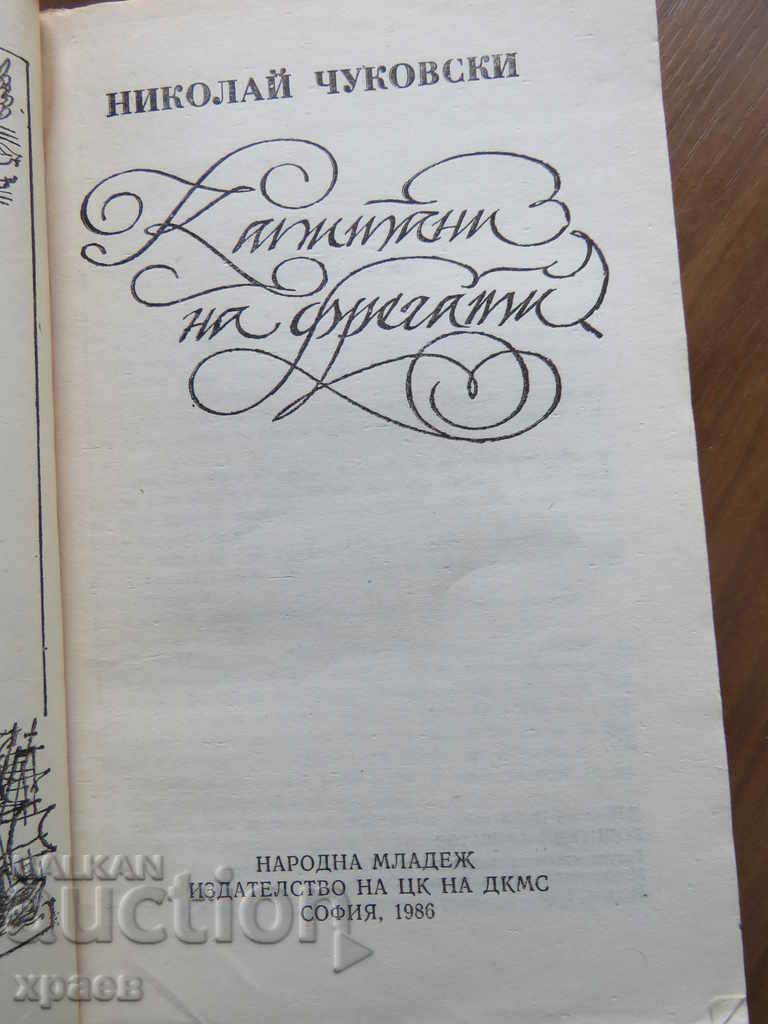 НИКОЛАЙ ЧУКОВСКИ
Капитани
на фрегати
НАРОДНА МЛАДЕЖ
ИЗДАТЕЛСТВО НА ЦК НА ДКМС
СОФИЯ, 1986
BALKAN
auction
храев